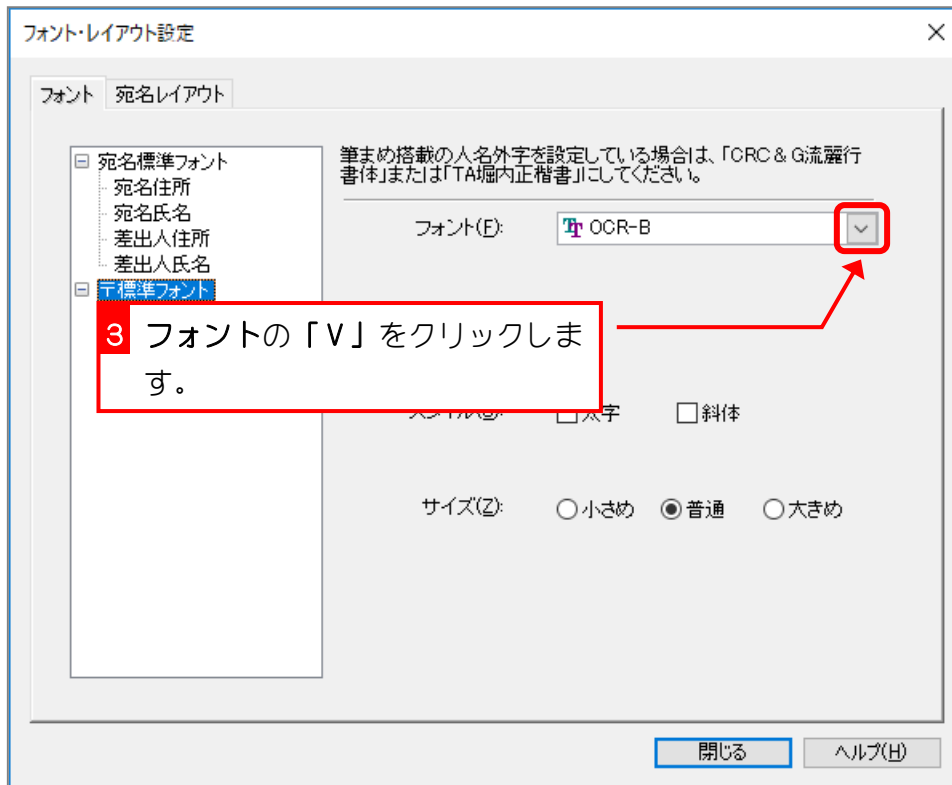 フォント・レイアウト設定
フォント
宛名レイアウト
宛名標準フォント
宛名住所
宛名氏名
差出人住所
差出人氏名
〒標準フォント
筆まめ搭載の人名外字を設定している場合は、「CRC＆G流麗行
書体」または「TA堀内正楷書」にしてください。
フォント(F): OCR-B
3 フォントの「V」をクリックしま
す。
太字 斜体
サイズ(Z): 小さめ 普通 大きめ
閉じる ヘルプ(H)